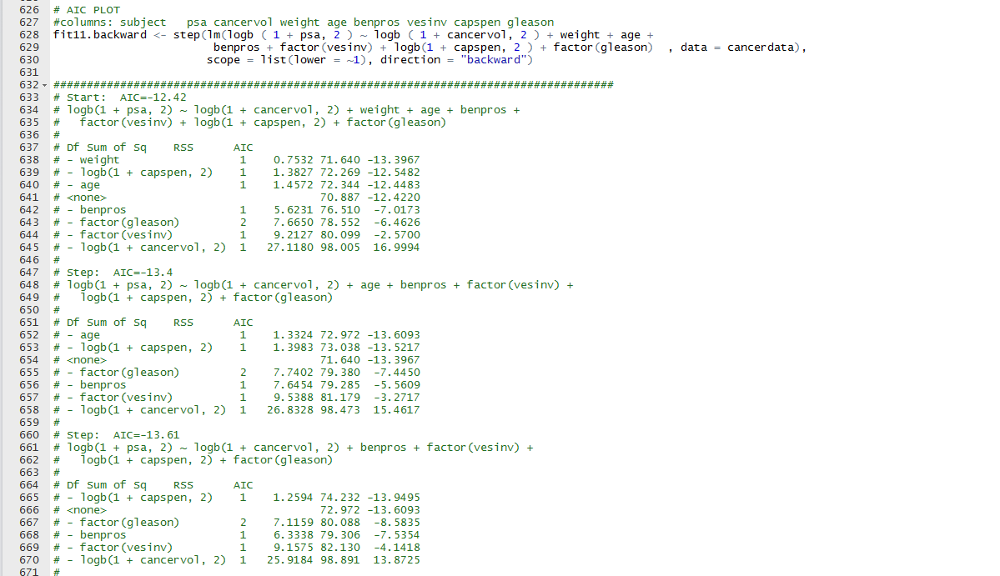 626 # AIC PLOT
627 #columns: subject   psa cancervol weight age benpros vesinv capspen gleason
628 fit11.backward <- step(lm(logb ( 1 + psa, 2 ) ~ logb ( 1 + cancervol, 2 ) + weight + age +
629                         benpros + factor(vesinv) + logb(1 + capspen, 2 ) + factor(gleason)  , data = cancerdata),
630                        scope = list(lower = ~1), direction = "backward")
631
632 ####################################################################################
633 # Start:  AIC=-12.42
634 # logb(1 + psa, 2) ~ logb(1 + cancervol, 2) + weight + age + benpros +
635 #   factor(vesinv) + logb(1 + capspen, 2) + factor(gleason)
636 #
637 # Df Sum of Sq    RSS      AIC
638 # - weight                  1    0.7532 71.640 -13.3967
639 # - logb(1 + capspen, 2)    1    1.3827 72.269 -12.5482
640 # - age                     1    1.4572 72.344 -12.4483
641 # <none>                                70.887 -12.4220
642 # - benpros                 1    5.6231 76.510  -7.0173
643 # - factor(gleason)         2    7.6650 78.552  -6.4626
644 # - factor(vesinv)          1    9.2127 80.099  -2.5700
645 # - logb(1 + cancervol, 2)  1   27.1180 98.005  16.9994
646 #
647 # Step:  AIC=-13.4
648 # logb(1 + psa, 2) ~ logb(1 + cancervol, 2) + age + benpros + factor(vesinv) +
649 #   logb(1 + capspen, 2) + factor(gleason)
650 #
651 # Df Sum of Sq    RSS      AIC
652 # - age                     1    1.3324 72.972 -13.6093
653 # - logb(1 + capspen, 2)    1    1.3983 73.038 -13.5217
654 # <none>                                71.640 -13.3967
655 # - factor(gleason)         2    7.7402 79.380  -7.4450
656 # - benpros                 1    7.6454 79.285  -5.5609
657 # - factor(vesinv)          1    9.5388 81.179  -3.2717
658 # - logb(1 + cancervol, 2)  1   26.8328 98.473  15.4617
659 #
660 # Step:  AIC=-13.61
661 # logb(1 + psa, 2) ~ logb(1 + cancervol, 2) + benpros + factor(vesinv) +
662 #   logb(1 + capspen, 2) + factor(gleason)
663 #
664 # Df Sum of Sq    RSS      AIC
665 # - logb(1 + capspen, 2)    1    1.2594 74.232 -13.9495
666 # <none>                                72.972 -13.6093
667 # - factor(gleason)         2    7.1159 80.088  -8.5835
668 # - benpros                 1    6.3338 79.306  -7.5354
669 # - factor(vesinv)          1    9.1575 82.130  -4.1418
670 # - logb(1 + cancervol, 2)  1   25.9184 98.891  13.8725
671 #